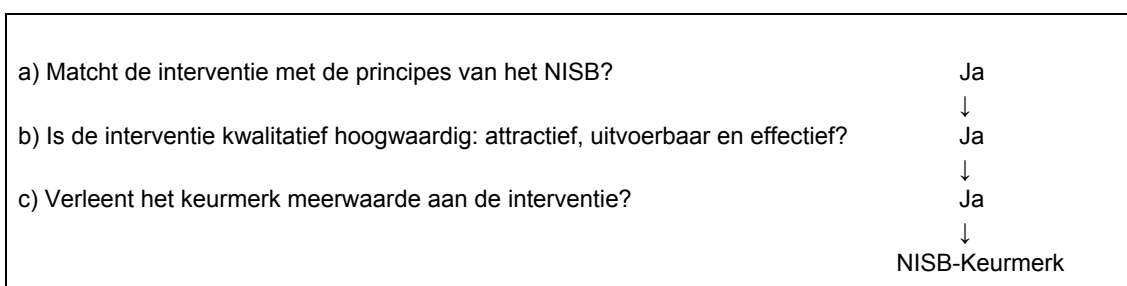 a) Matcht de interventie met de principes van het NISB? Ja
↓
b) Is de interventie kwalitatief hoogwaardig: attractief, uitvoerbaar en effectief? Ja
↓
c) Verleent het keurmerk meerwaarde aan de interventie? Ja
↓
NISB-Keurmerk